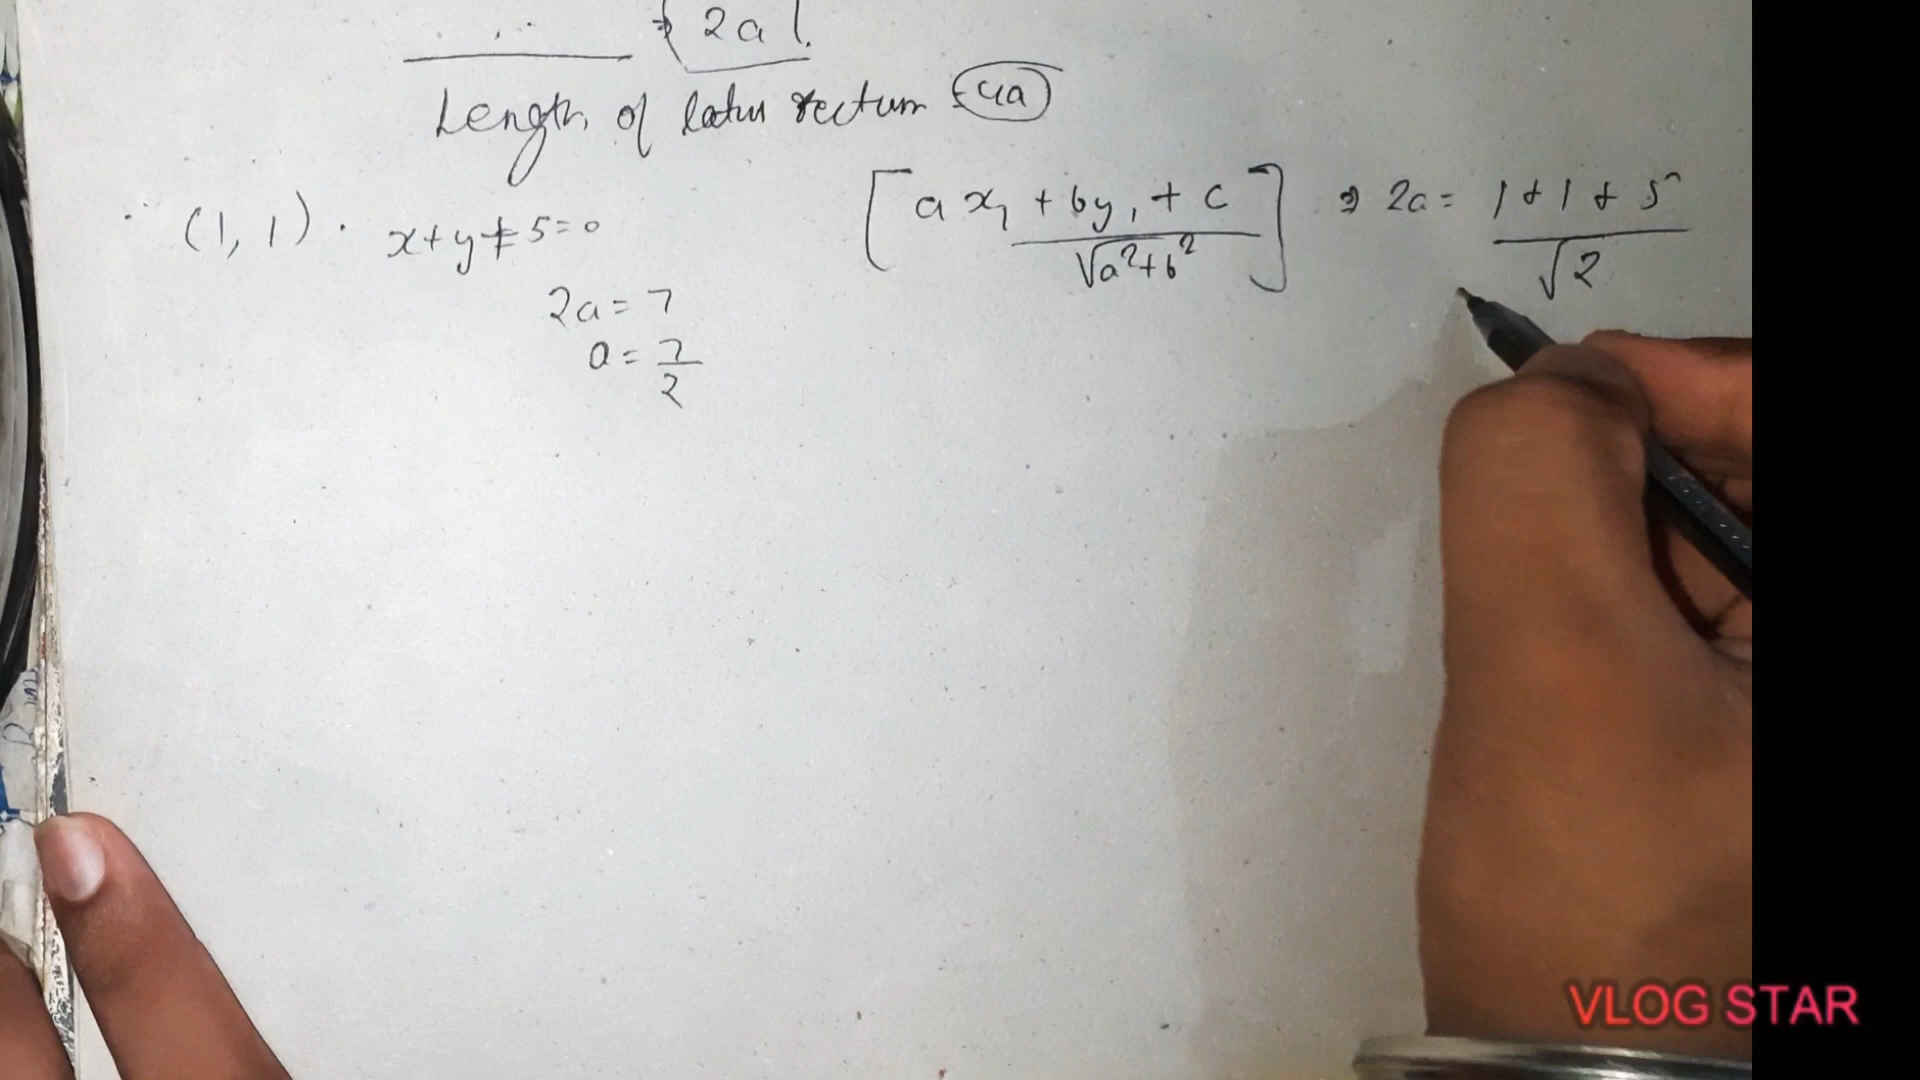 ⇒ 2a
Length of latus rectum = 4a
(1, 1) . x+y+5=0
[ax₁ + by₁ + c / √a²+b²] ⇒ 2a = 1+1+5 / √2
2a = 7
a = 7/2
VLOG STAR